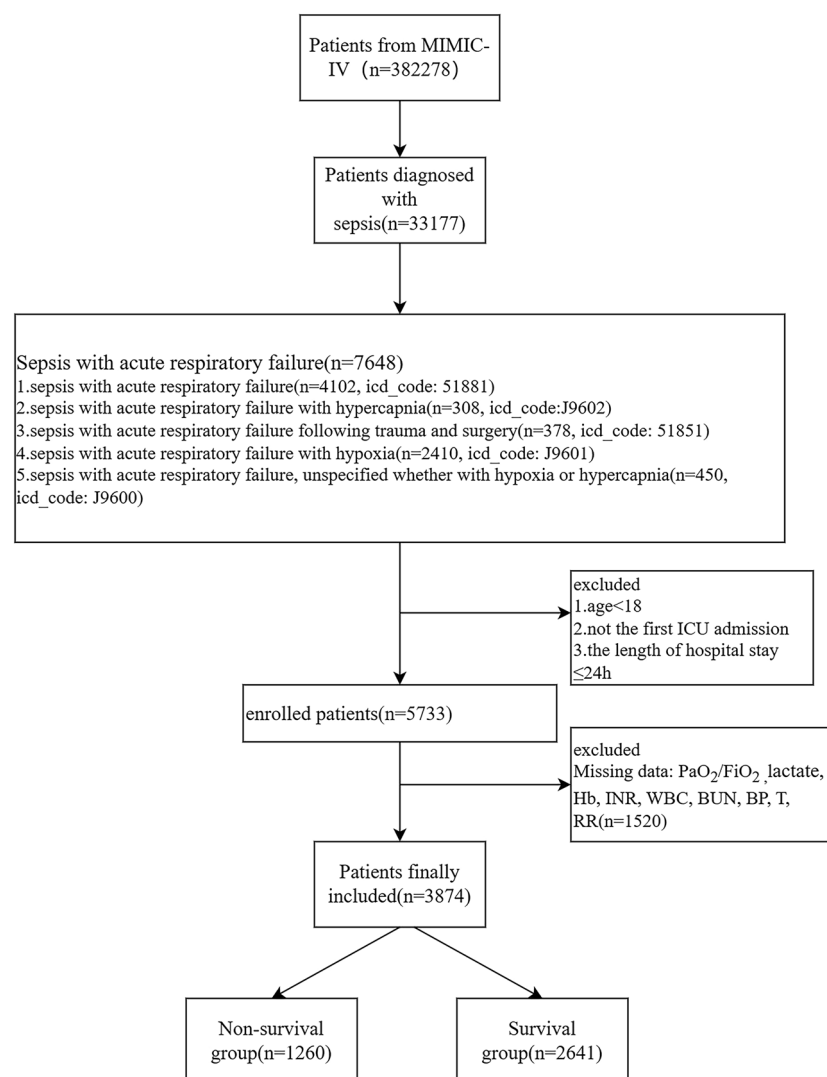 Patients from MIMIC-
IV（n=382278）
Patients diagnosed
with
sepsis(n=33177)
Sepsis with acute respiratory failure(n=7648)
1.sepsis with acute respiratory failure(n=4102, icd_code: 51881)
2.sepsis with acute respiratory failure with hypercapnia(n=308, icd_code:J9602)
3.sepsis with acute respiratory failure following trauma and surgery(n=378, icd_code: 51851)
4.sepsis with acute respiratory failure with hypoxia(n=2410, icd_code: J9601)
5.sepsis with acute respiratory failure, unspecified whether with hypoxia or hypercapnia(n=450,
icd_code: J9600)
excluded
1.age<18
2.not the first ICU admission
3.the length of hospital stay
≤24h
enrolled patients(n=5733)
excluded
Missing data: PaO2/FiO2 ,lactate,
Hb, INR, WBC, BUN, BP, T,
RR(n=1520)
Patients finally
included(n=3874)
Non-survival
group(n=1260)
Survival
group(n=2641)